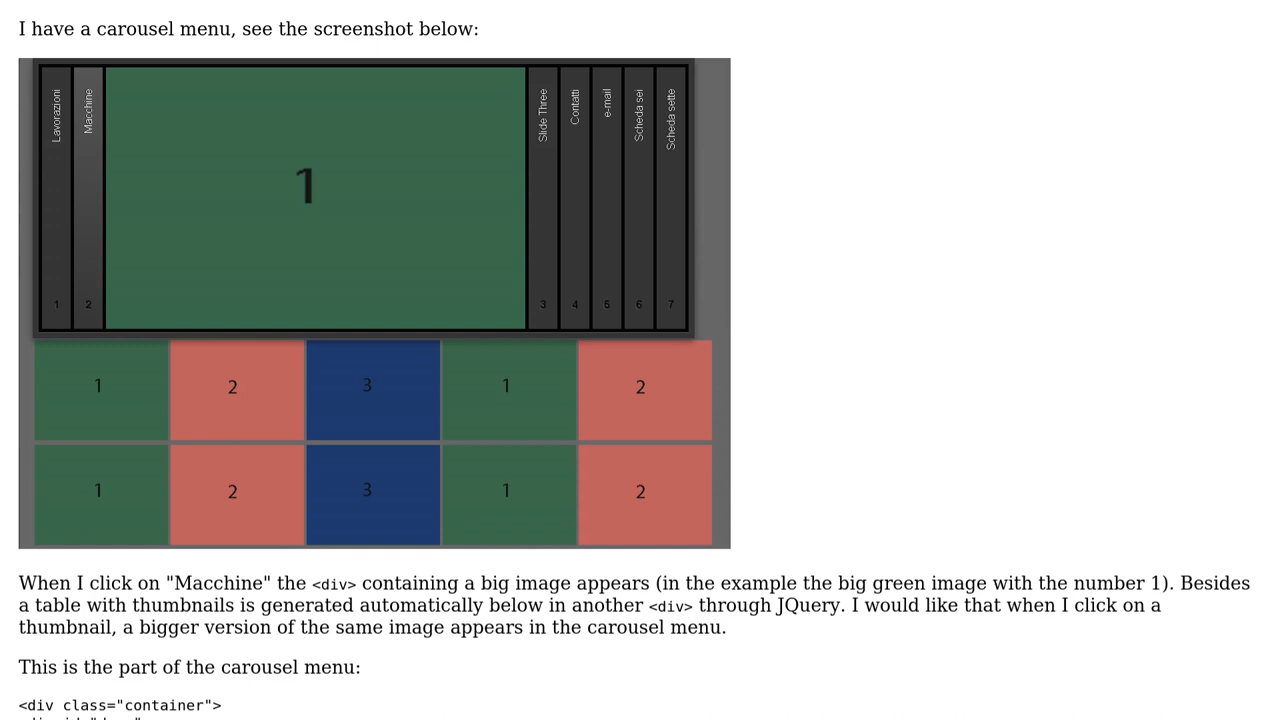 I have a carousel menu, see the screenshot below:
Lavorazioni
Macchine
Slide Three
Contatti
e-mail
Scheda sei
Scheda sette
1
1 2 3 4 5 6 7
1 2 3 1 2
1 2 3 1 2
When I click on "Macchine" the <div> containing a big image appears (in the example the big green image with the number 1). Besides
a table with thumbnails is generated automatically below in another <div> through JQuery. I would like that when I click on a
thumbnail, a bigger version of the same image appears in the carousel menu.
This is the part of the carousel menu:
<div class="container">